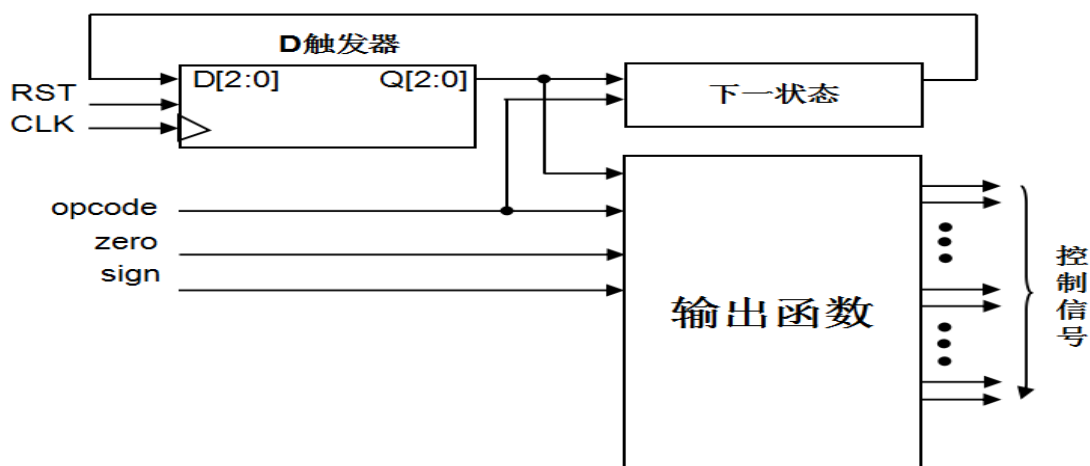 D触发器
D[2:0] Q[2:0]
RST
CLK
下一状态
opcode
zero
sign
输出函数
控制信号